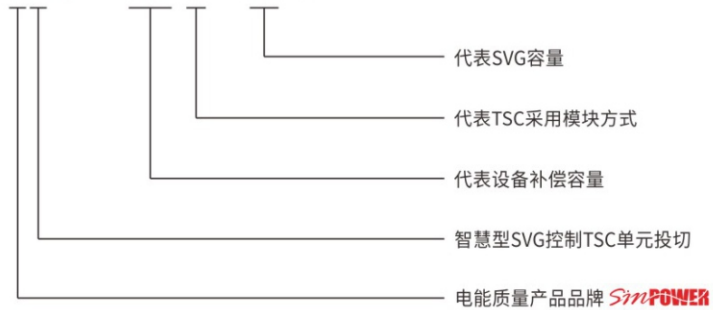 代表SVG容量
代表TSC采用模块方式
代表设备补偿容量
智慧型SVG控制TSC单元投切
电能质量产品品牌 SinPOWER